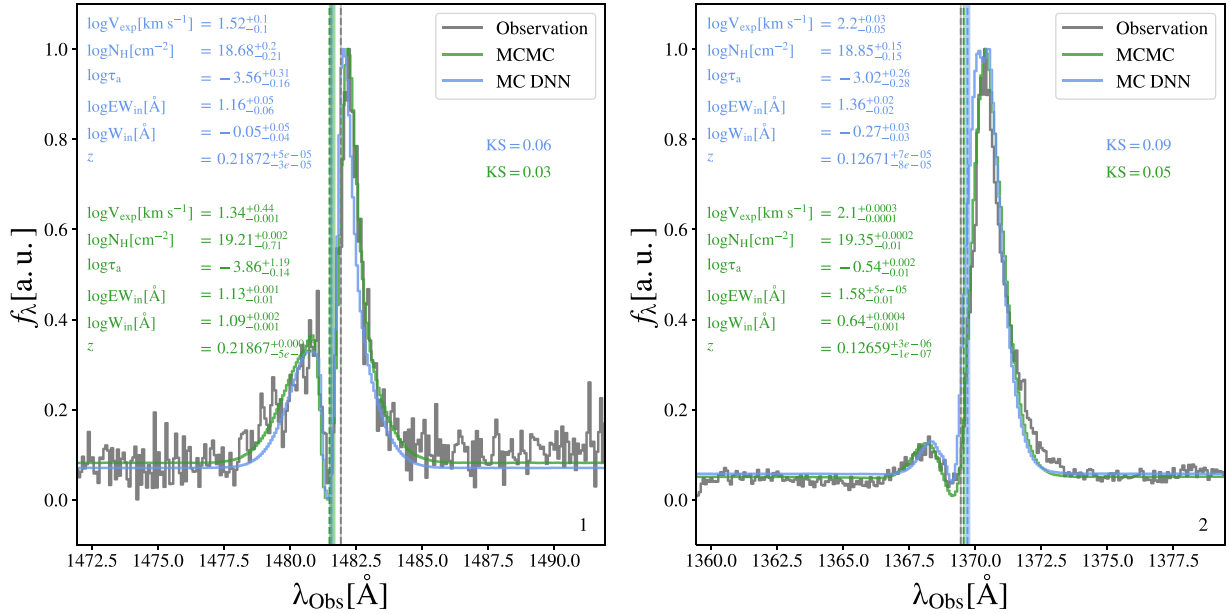 logV_exp[km s⁻¹] = 1.52^{+0.1}_{-0.1}
logN_H[cm⁻²] = 18.68^{+0.2}_{-0.21}
logτ_a = −3.56^{+0.31}_{-0.16}
logEW_in[Å] = 1.16^{+0.05}_{-0.06}
logW_in[Å] = −0.05^{+0.05}_{-0.04}
z = 0.21872^{+5e−05}_{-3e−05}
logV_exp[km s⁻¹] = 1.34^{+0.44}_{-0.001}
logN_H[cm⁻²] = 19.21^{+0.002}_{-0.71}
logτ_a = −3.86^{+1.19}_{-0.14}
logEW_in[Å] = 1.13^{+0.001}_{-0.01}
logW_in[Å] = 1.09^{+0.002}_{-0.001}
z = 0.21867
Observation
MCMC
MC DNN
KS = 0.06
KS = 0.03
1
f_λ[a. u.]
1.0
0.8
0.6
0.4
0.2
0.0
1472.5 1475.0 1477.5 1480.0 1482.5 1485.0 1487.5 1490.0
λ_Obs[Å]
logV_exp[km s⁻¹] = 2.2^{+0.03}_{-0.05}
logN_H[cm⁻²] = 18.85^{+0.15}_{-0.15}
logτ_a = −3.02^{+0.26}_{-0.28}
logEW_in[Å] = 1.36^{+0.02}_{-0.02}
logW_in[Å] = −0.27^{+0.03}_{-0.03}
z = 0.12671^{+7e−05}_{-8e−05}
logV_exp[km s⁻¹] = 2.1^{+0.0003}_{-0.0001}
logN_H[cm⁻²] = 19.35^{+0.0002}_{-0.01}
logτ_a = −0.54^{+0.002}_{-0.01}
logEW_in[Å] = 1.58^{+5e−05}_{-0.01}
logW_in[Å] = 0.64^{+0.0004}_{-0.001}
z = 0.12659^{+3e−06}_{-1e−07}
Observation
MCMC
MC DNN
KS = 0.09
KS = 0.05
2
f_λ[a. u.]
1.0
0.8
0.6
0.4
0.2
0.0
1360.0 1362.5 1365.0 1367.5 1370.0 1372.5 1375.0 1377.5
λ_Obs[Å]